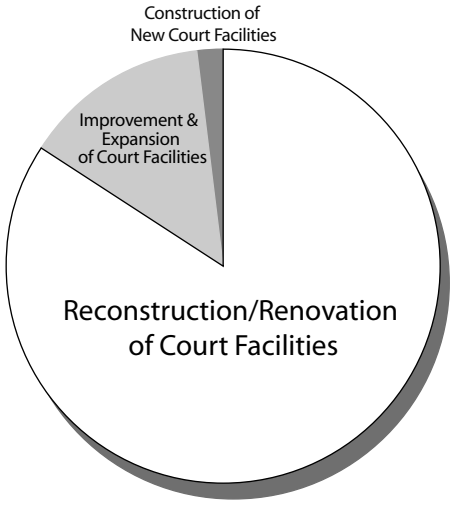 Construction of
New Court Facilities
Improvement &
Expansion
of Court Facilities
Reconstruction/Renovation
of Court Facilities